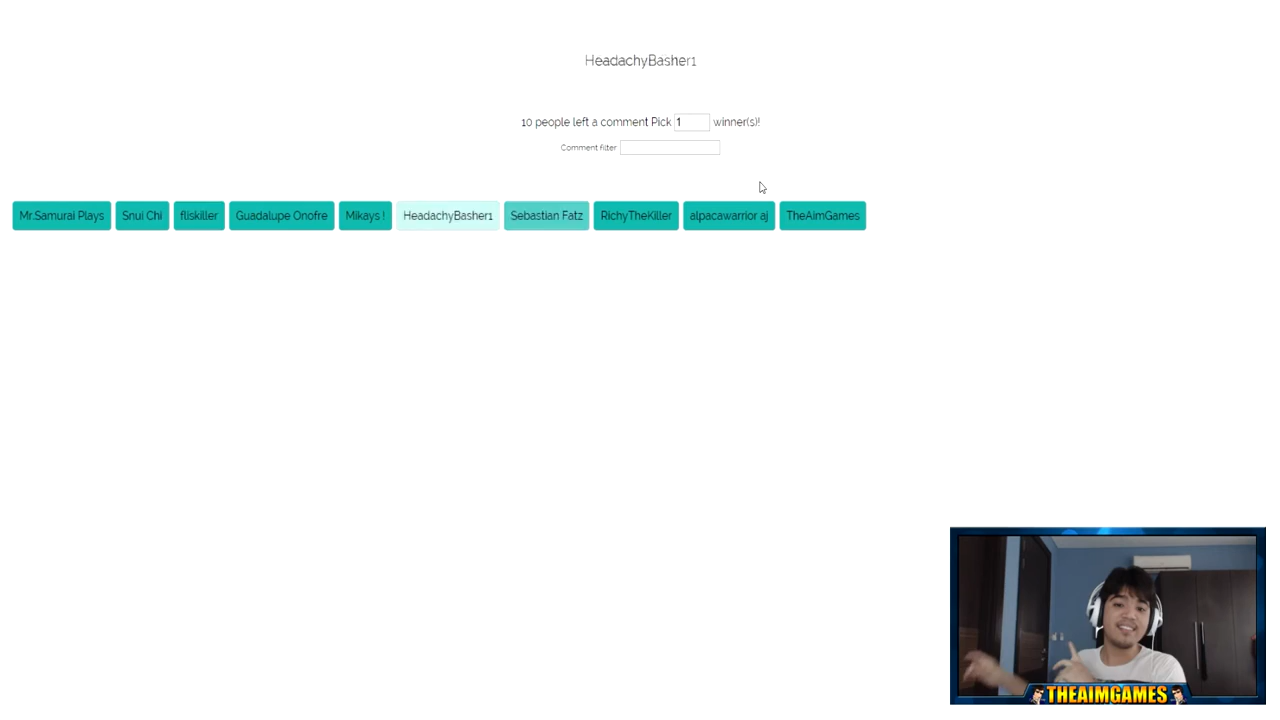 HeadachyBasher1
10 people left a comment Pick 1 winner(s)!
Comment filter
Mr.Samurai Plays Snui Chi fliskiller Guadalupe Onofre Mikays ! HeadachyBasher1 Sebastian Fatz RichyTheKiller alpacawarrior aj TheAimGames
THEAIMGAMES